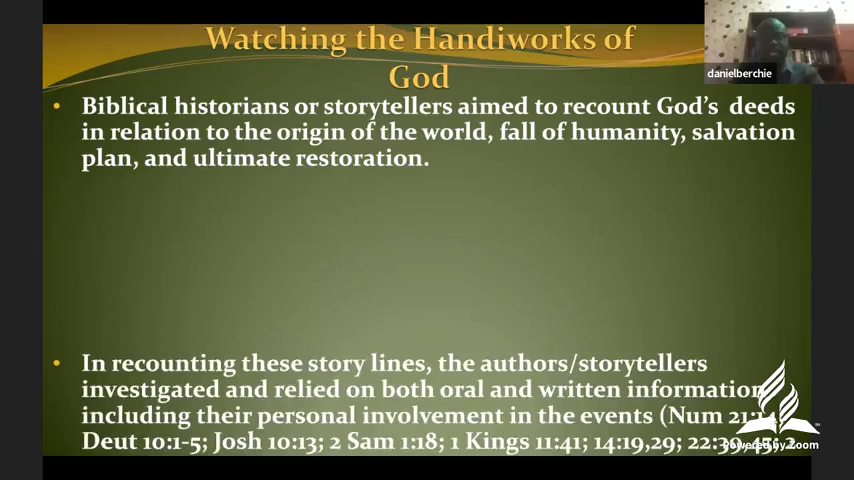 Watching the Handiworks of
God
danielberchie
• Biblical historians or storytellers aimed to recount God's deeds
in relation to the origin of the world, fall of humanity, salvation
plan, and ultimate restoration.
• In recounting these story lines, the authors/storytellers
investigated and relied on both oral and written information
including their personal involvement in the events (Num
Deut 10:1-5; Josh 10:13; 2 Sam 1:18; 1 Kings 11:41; 14:19,29;
Powered by Zoom